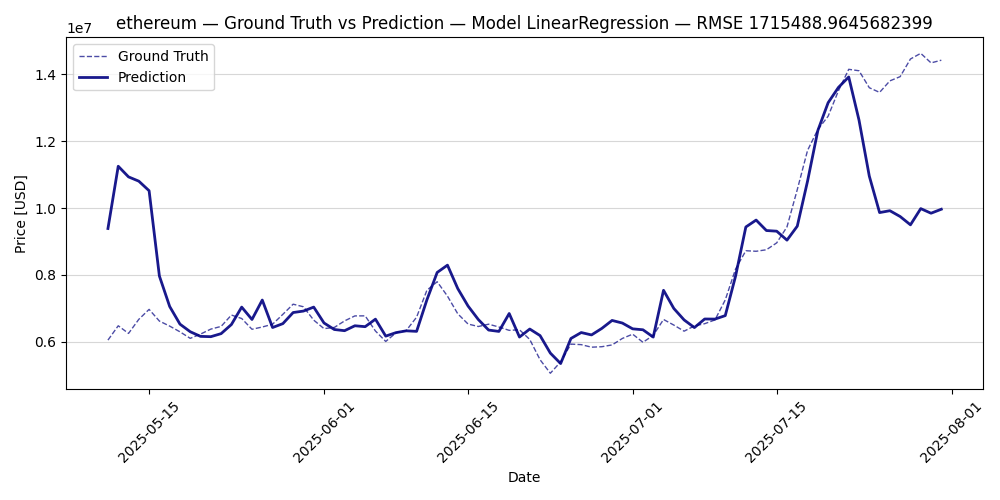 ethereum — Ground Truth vs Prediction — Model LinearRegression — RMSE 1715488.9645682399
1e7
Ground Truth
Prediction
1.4
1.2
1.0
0.8
0.6
Price [USD]
2025-05-15
2025-06-01
2025-06-15
2025-07-01
2025-07-15
2025-08-01
Date